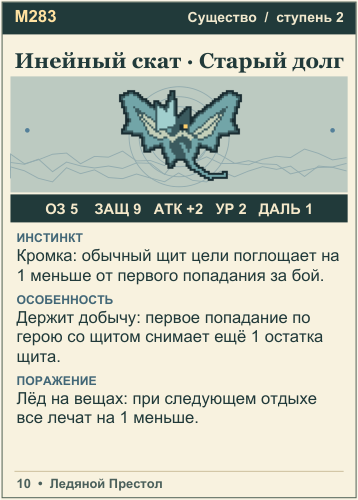 M283
Существо / ступень 2
Инейный скат · Старый долг
ОЗ 5 ЗАЩ 9 АТК +2 УР 2 ДАЛЬ 1
ИНСТИНКТ
Кромка: обычный щит цели поглощает на
1 меньше от первого попадания за бой.
ОСОБЕННОСТЬ
Держит добычу: первое попадание по
герою со щитом снимает ещё 1 остатка
щита.
ПОРАЖЕНИЕ
Лёд на вещах: при следующем отдыхе
все лечат на 1 меньше.
10 • Ледяной Престол